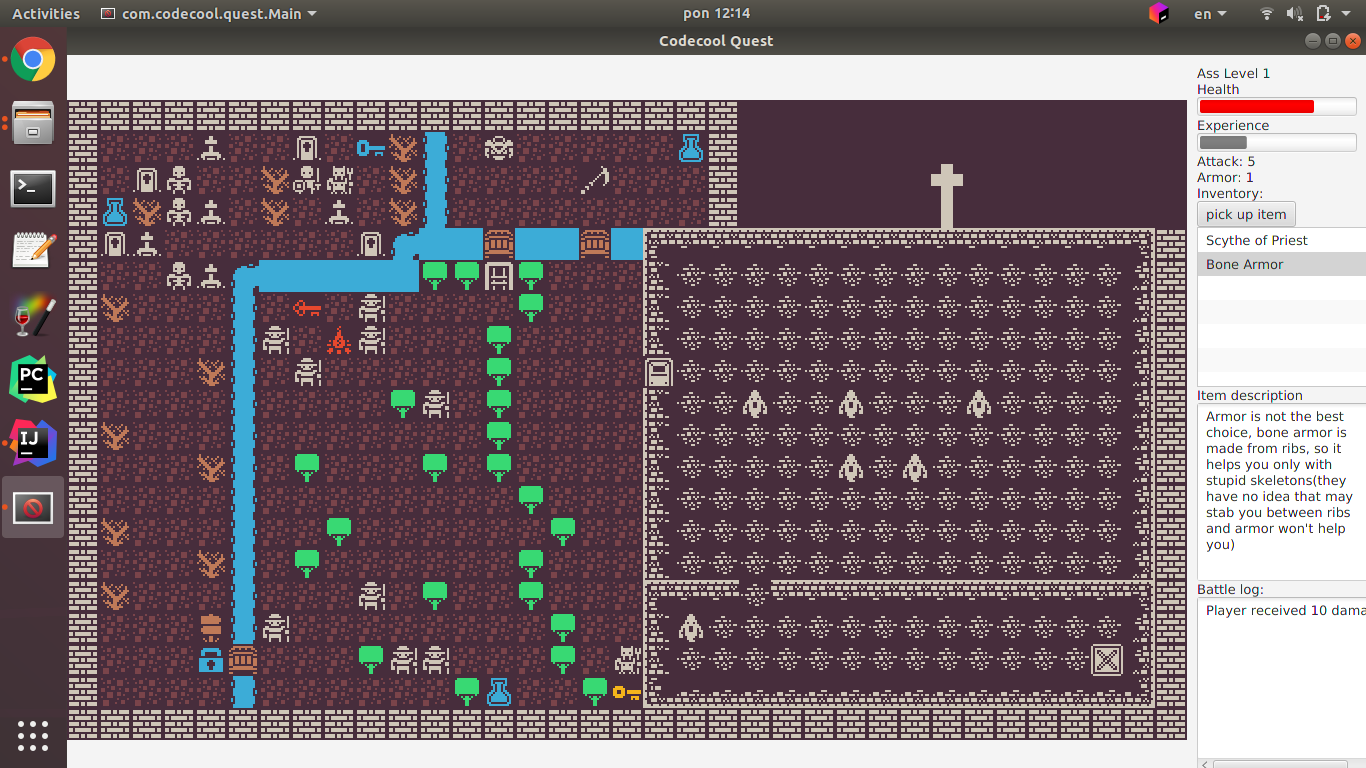 Activities
com.codecool.quest.Main
pon 12:14
en
Codecool Quest
PC
IJ
Ass Level 1
Health
Experience
Attack: 5
Armor: 1
Inventory:
pick up item
Scythe of Priest
Bone Armor
Item description
Armor is not the best
choice, bone armor is
made from ribs, so it
helps you only with
stupid skeletons(they
have no idea that may
stab you between ribs
and armor won't help
you)
Battle log:
Player received 10 dama